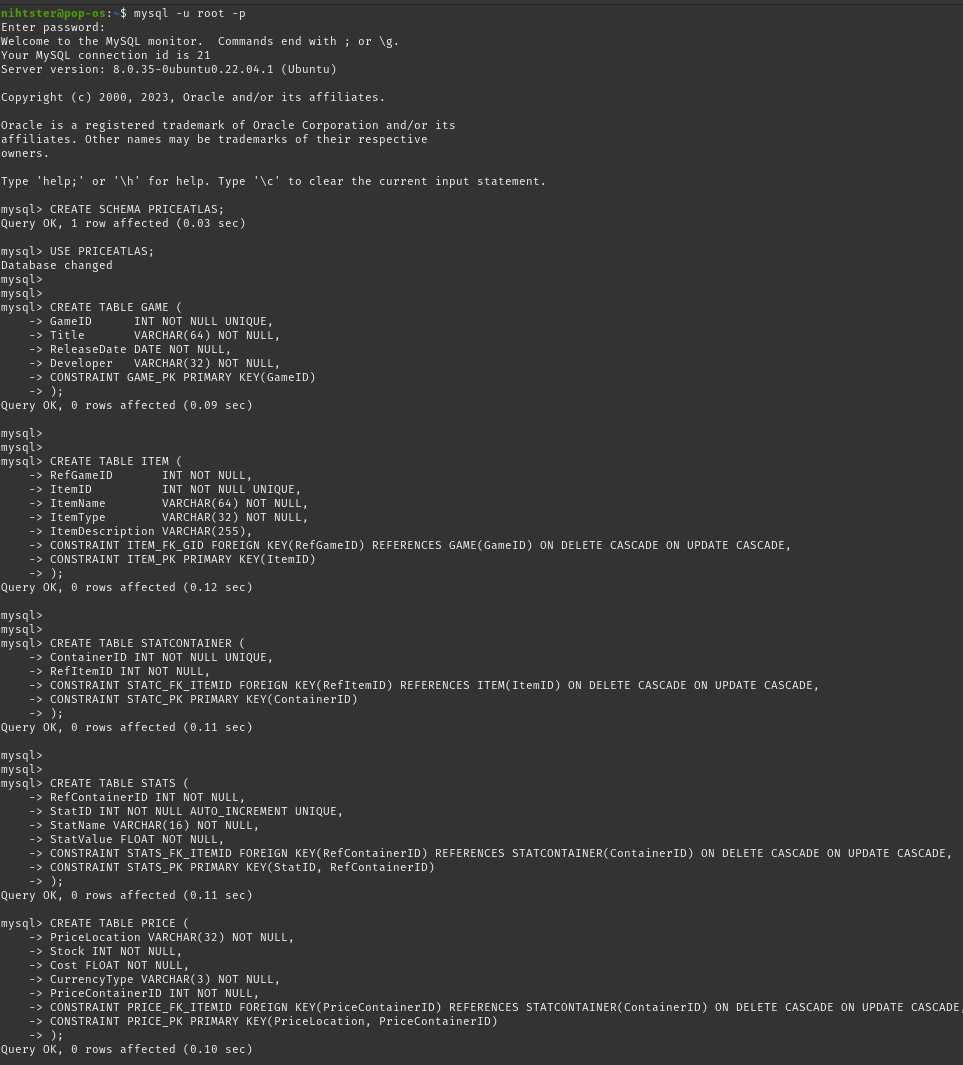 nihtster@pop-os:~$ mysql -u root -p
Enter password:
Welcome to the MySQL monitor.  Commands end with ; or \g.
Your MySQL connection id is 21
Server version: 8.0.35-0ubuntu0.22.04.1 (Ubuntu)

Copyright (c) 2000, 2023, Oracle and/or its affiliates.

Oracle is a registered trademark of Oracle Corporation and/or its
affiliates. Other names may be trademarks of their respective
owners.

Type 'help;' or '\h' for help. Type '\c' to clear the current input statement.

mysql> CREATE SCHEMA PRICEATLAS;
Query OK, 1 row affected (0.03 sec)

mysql> USE PRICEATLAS;
Database changed
mysql>
mysql>
mysql> CREATE TABLE GAME (
    -> GameID      INT NOT NULL UNIQUE,
    -> Title       VARCHAR(64) NOT NULL,
    -> ReleaseDate DATE NOT NULL,
    -> Developer   VARCHAR(32) NOT NULL,
    -> CONSTRAINT GAME_PK PRIMARY KEY(GameID)
    -> );
Query OK, 0 rows affected (0.09 sec)

mysql>
mysql>
mysql> CREATE TABLE ITEM (
    -> RefGameID       INT NOT NULL,
    -> ItemID          INT NOT NULL UNIQUE,
    -> ItemName        VARCHAR(64) NOT NULL,
    -> ItemType        VARCHAR(32) NOT NULL,
    -> ItemDescription VARCHAR(255),
    -> CONSTRAINT ITEM_FK_GID FOREIGN KEY(RefGameID) REFERENCES GAME(GameID) ON DELETE CASCADE ON UPDATE CASCADE,
    -> CONSTRAINT ITEM_PK PRIMARY KEY(ItemID)
    -> );
Query OK, 0 rows affected (0.12 sec)

mysql>
mysql>
mysql> CREATE TABLE STATCONTAINER (
    -> ContainerID INT NOT NULL UNIQUE,
    -> RefItemID INT NOT NULL,
    -> CONSTRAINT STATC_FK_ITEMID FOREIGN KEY(RefItemID) REFERENCES ITEM(ItemID) ON DELETE CASCADE ON UPDATE CASCADE,
    -> CONSTRAINT STATC_PK PRIMARY KEY(ContainerID)
    -> );
Query OK, 0 rows affected (0.11 sec)

mysql>
mysql>
mysql> CREATE TABLE STATS (
    -> RefContainerID INT NOT NULL,
    -> StatID INT NOT NULL AUTO_INCREMENT UNIQUE,
    -> StatName VARCHAR(16) NOT NULL,
    -> StatValue FLOAT NOT NULL,
    -> CONSTRAINT STATS_FK_ITEMID FOREIGN KEY(RefContainerID) REFERENCES STATCONTAINER(ContainerID) ON DELETE CASCADE ON UPDATE CASCADE,
    -> CONSTRAINT STATS_PK PRIMARY KEY(StatID, RefContainerID)
    -> );
Query OK, 0 rows affected (0.11 sec)

mysql> CREATE TABLE PRICE (
    -> PriceLocation VARCHAR(32) NOT NULL,
    -> Stock INT NOT NULL,
    -> Cost FLOAT NOT NULL,
    -> CurrencyType VARCHAR(3) NOT NULL,
    -> PriceContainerID INT NOT NULL,
    -> CONSTRAINT PRICE_FK_ITEMID FOREIGN KEY(PriceContainerID) REFERENCES STATCONTAINER(ContainerID) ON DELETE CASCADE ON UPDATE CASCADE,
    -> CONSTRAINT PRICE_PK PRIMARY KEY(PriceLocation, PriceContainerID)
    -> );
Query OK, 0 rows affected (0.10 sec)